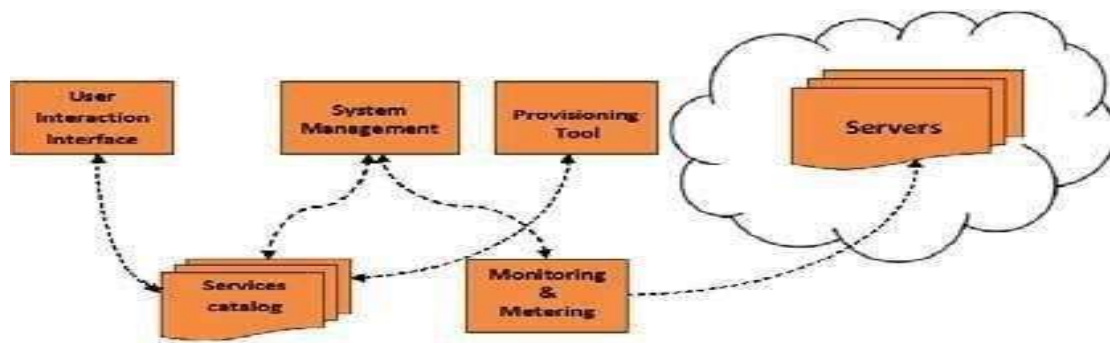 User
Interaction
Interface
System
Management
Provisioning
Tool
Servers
Services
catalog
Monitoring
&
Metering